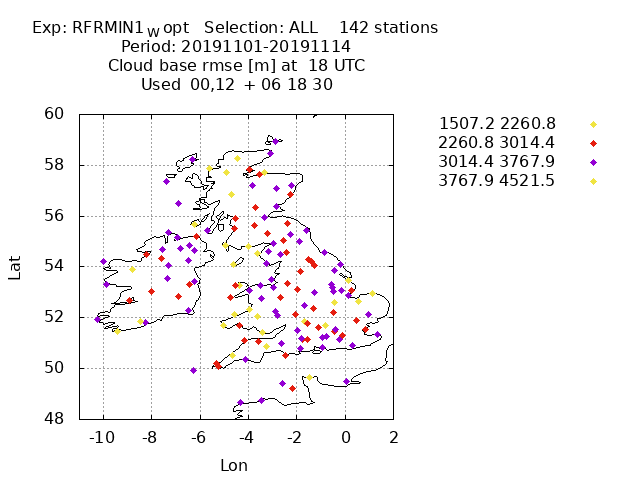 Exp: RFRMIN1_W opt Selection: ALL 142 stations
Period: 20191101-20191114
Cloud base rmse [m] at 18 UTC
Used 00,12 + 06 18 30
1507.2 2260.8
2260.8 3014.4
3014.4 3767.9
3767.9 4521.5
60
58
56
54
52
50
48
Lat
-10 -8 -6 -4 -2 0 2
Lon